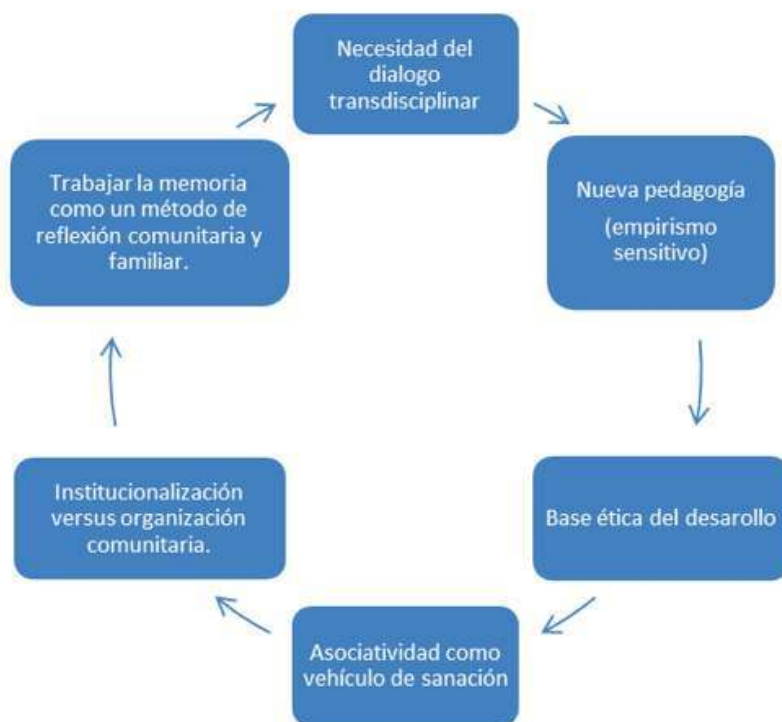 Necesidad del
dialogo
transdisciplinar
Nueva pedagogía
(empirismo
sensitivo)
Base ética del desarollo
Asociatividad como
vehículo de sanación
Institucionalización
versus organización
comunitaria.
Trabajar la memoria
como un método de
reflexión comunitaria y
familiar.